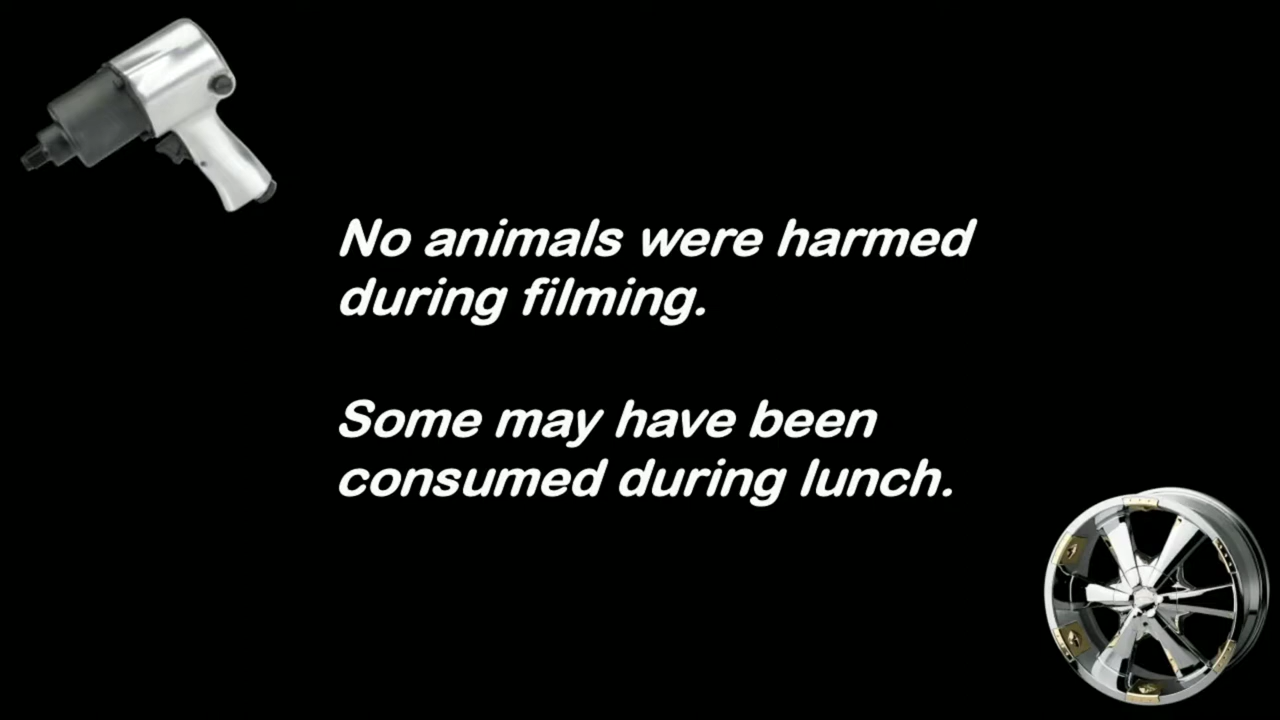 No animals were harmed
during filming.
Some may have been
consumed during lunch.